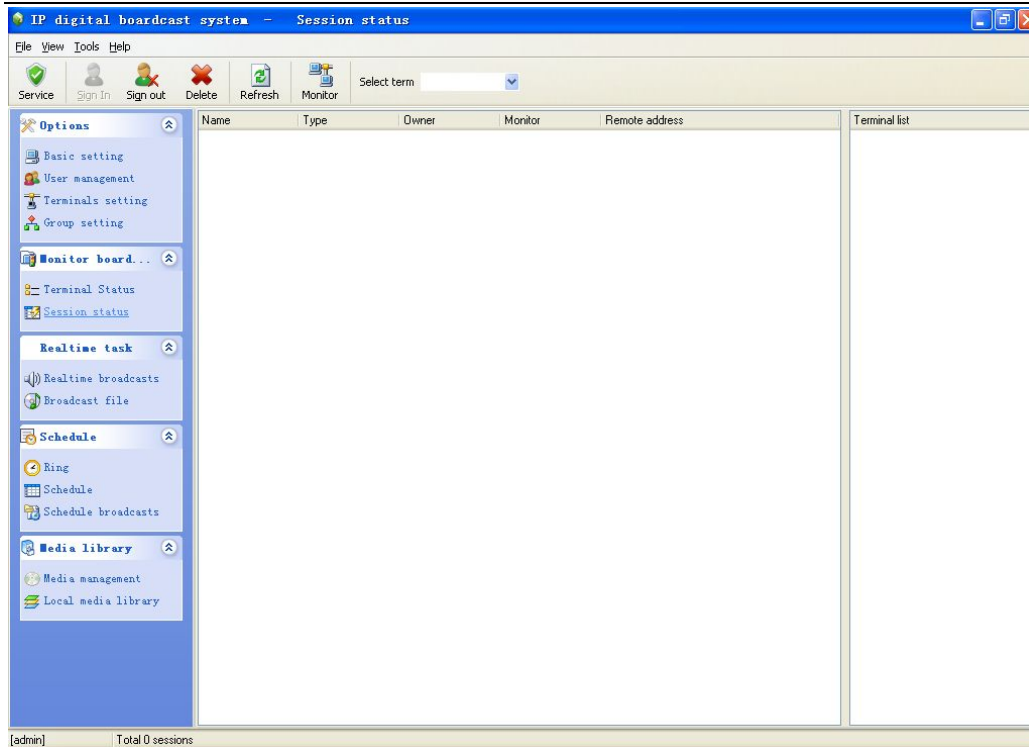 IP digital boardcast system - Session status
File View Tools Help
Service Sign In Sign out Delete Refresh Monitor Select term
Options
Basic setting
User management
Terminals setting
Group setting
Monitor board...
Terminal Status
Session status
Realtime task
Realtime broadcasts
Broadcast file
Schedule
Ring
Schedule
Schedule broadcasts
Media library
Media management
Local media library
Name Type Owner Monitor Remote address
Terminal list
[admin] Total 0 sessions